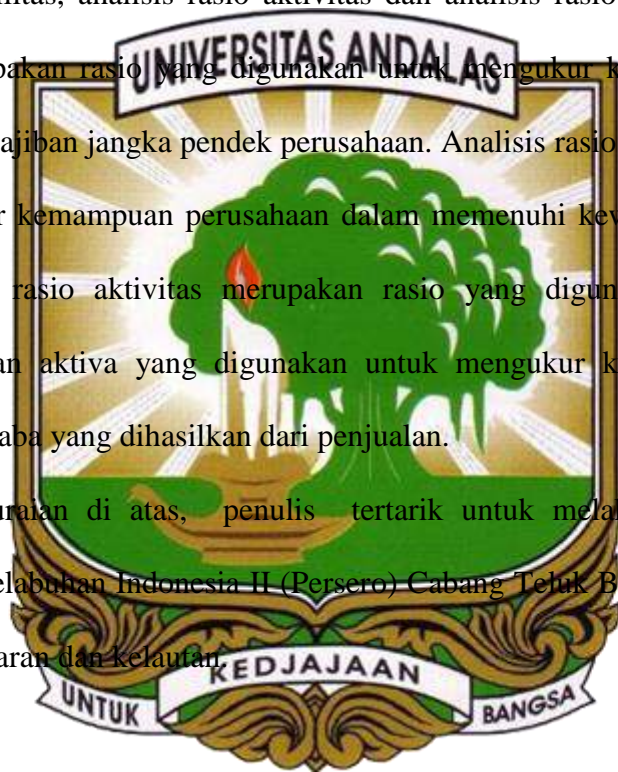 litas, analisis rasio aktivitas dan analisis rasio
UNIVERSITAS ANDALAS
pakan rasio yang digunakan untuk mengukur k
ajiban jangka pendek perusahaan. Analisis rasio
r kemampuan perusahaan dalam memenuhi kew
rasio aktivitas merupakan rasio yang digun
an aktiva yang digunakan untuk mengukur k
aba yang dihasilkan dari penjualan.
uraian di atas, penulis tertarik untuk melak
elabuhan Indonesia II (Persero) Cabang Teluk B
aran dan kelautan.
UNTUK KEDJAJAAN BANGSA